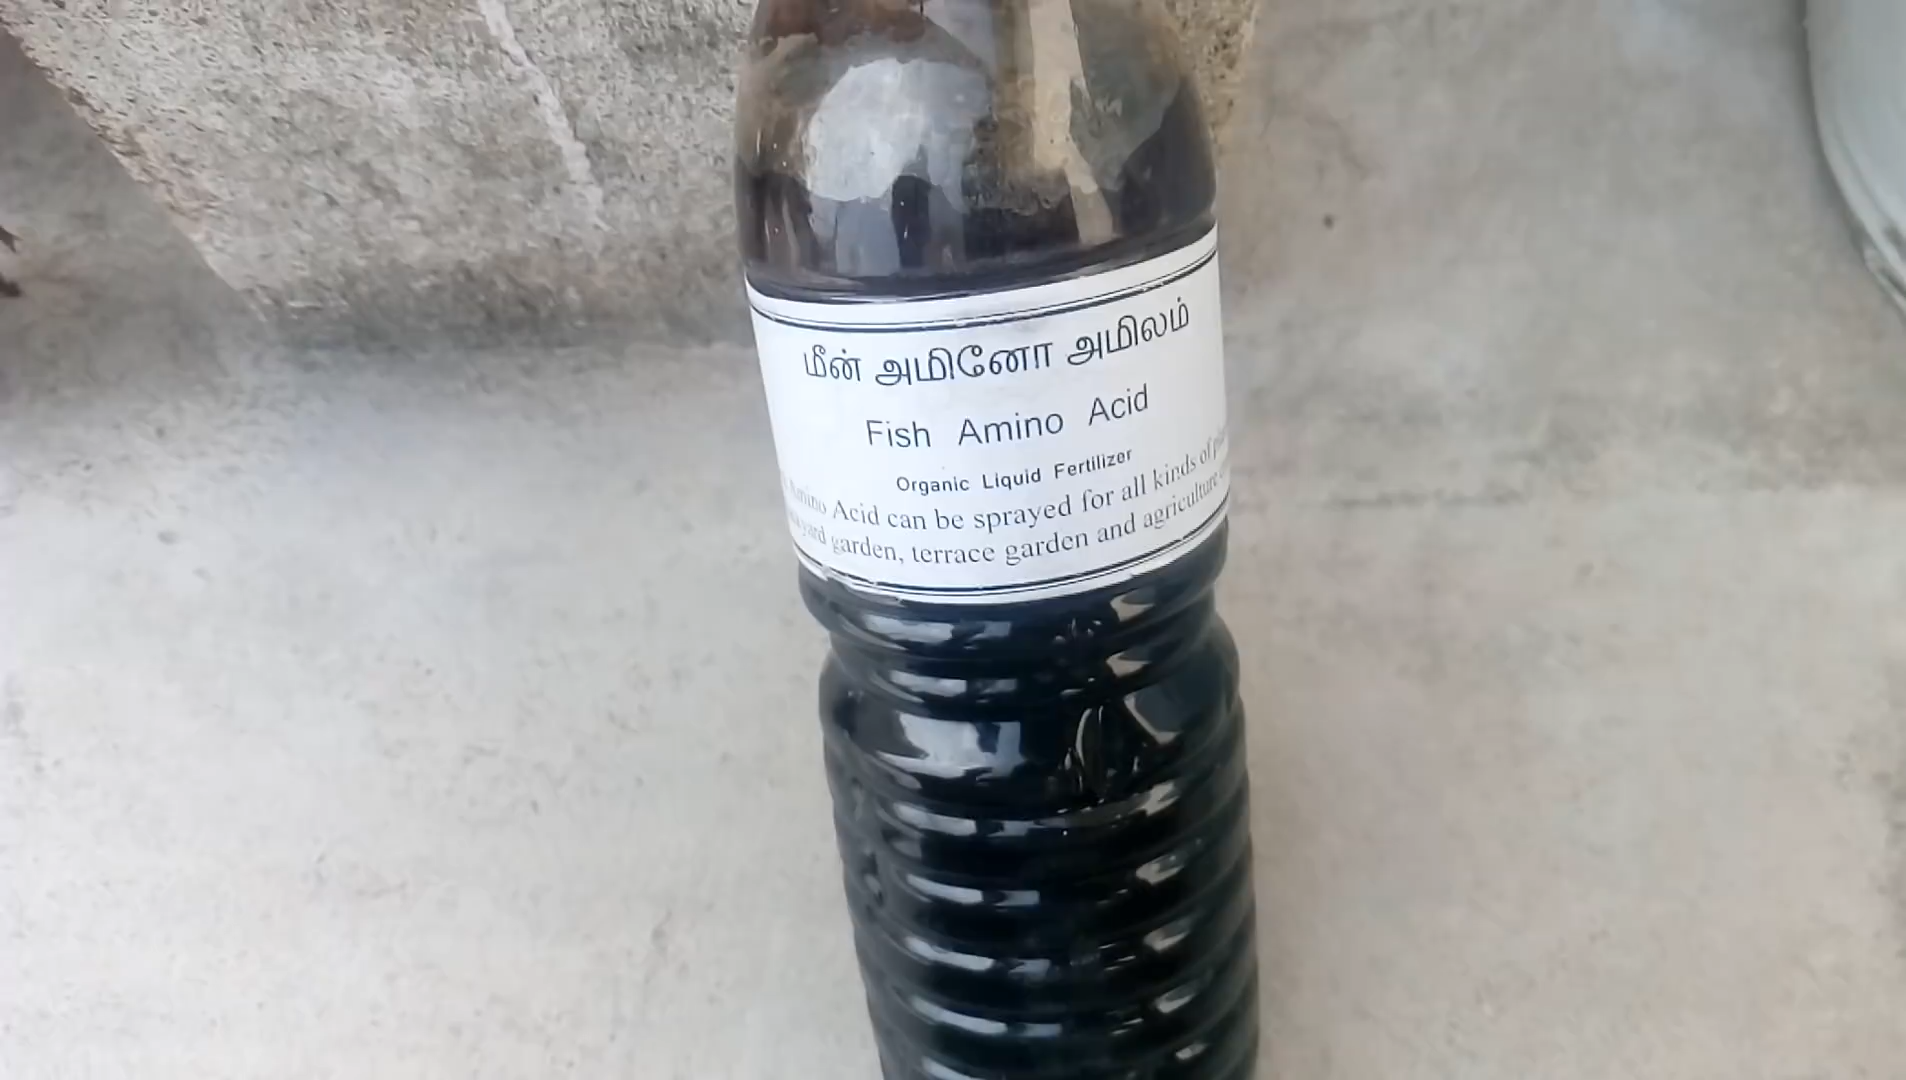 மீன் அமினோ அமிலம்
Fish Amino Acid
Organic Liquid Fertilizer
Amino Acid can be sprayed for all kinds of
garden, terrace garden and agriculture